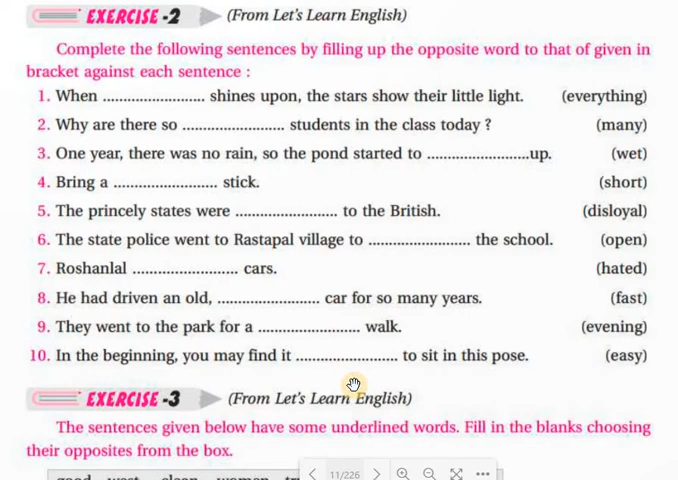 EXERCISE -2 (From Let's Learn English)
Complete the following sentences by filling up the opposite word to that of given in
bracket against each sentence :
1. When ......................... shines upon, the stars show their little light. (everything)
2. Why are there so ......................... students in the class today ? (many)
3. One year, there was no rain, so the pond started to .........................up. (wet)
4. Bring a ......................... stick. (short)
5. The princely states were ......................... to the British. (disloyal)
6. The state police went to Rastapal village to ......................... the school. (open)
7. Roshanlal ......................... cars. (hated)
8. He had driven an old, ......................... car for so many years. (fast)
9. They went to the park for a ......................... walk. (evening)
10. In the beginning, you may find it ......................... to sit in this pose. (easy)
EXERCISE -3 (From Let's Learn English)
The sentences given below have some underlined words. Fill in the blanks choosing
their opposites from the box.
good west clean woman
11/226